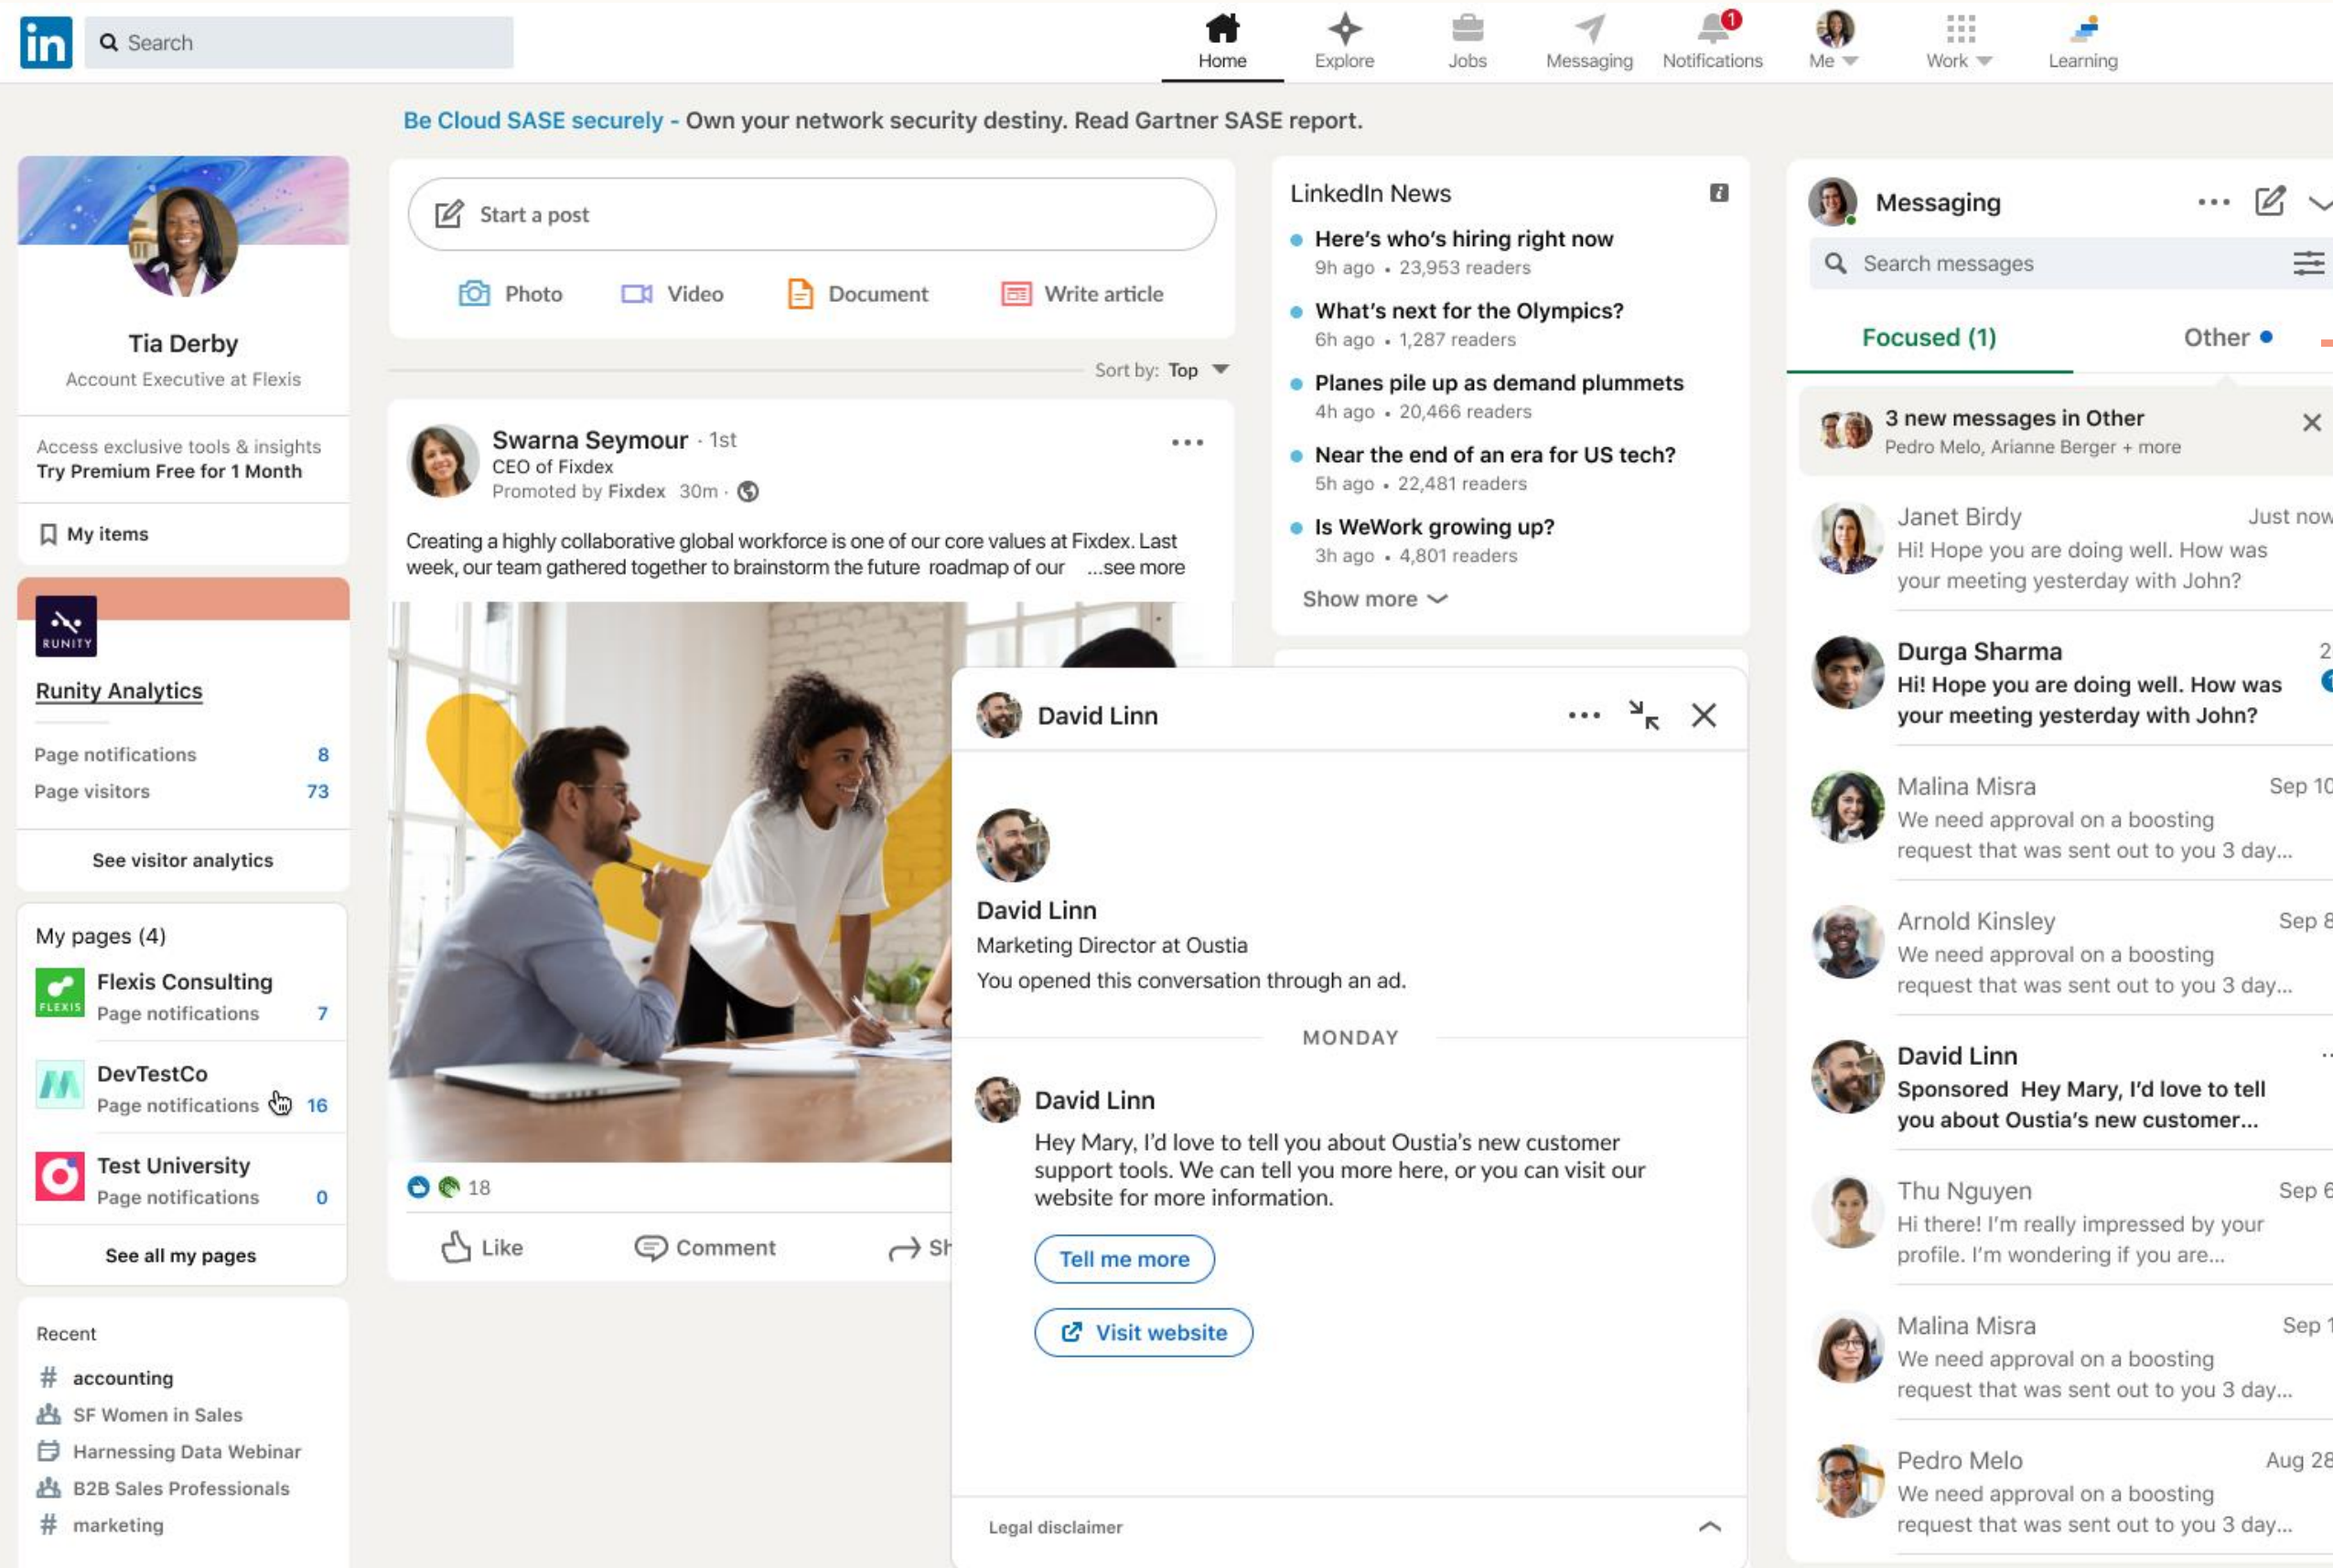 in
Search
Home
Explore
Jobs
Messaging
Notifications
1
Me
Work
Learning
Be Cloud SASE securely - Own your network security destiny. Read Gartner SASE report.
Tia Derby
Account Executive at Flexis
Access exclusive tools & insights
Try Premium Free for 1 Month
My items
RUNITY
Runity Analytics
Page notifications 8
Page visitors 73
See visitor analytics
My pages (4)
FLEXIS
Flexis Consulting
Page notifications 7
DevTestCo
Page notifications 16
Test University
Page notifications 0
See all my pages
Recent
# accounting
SF Women in Sales
Harnessing Data Webinar
B2B Sales Professionals
# marketing
Start a post
Photo
Video
Document
Write article
Sort by: Top
Swarna Seymour · 1st
CEO of Fixdex
Promoted by Fixdex 30m ·
Creating a highly collaborative global workforce is one of our core values at Fixdex. Last
week, our team gathered together to brainstorm the future roadmap of our ...see more
18
Like
Comment
Sh
LinkedIn News
Here's who's hiring right now
9h ago • 23,953 readers
What's next for the Olympics?
6h ago • 1,287 readers
Planes pile up as demand plummets
4h ago • 20,466 readers
Near the end of an era for US tech?
5h ago • 22,481 readers
Is WeWork growing up?
3h ago • 4,801 readers
Show more
David Linn
David Linn
Marketing Director at Oustia
You opened this conversation through an ad.
MONDAY
David Linn
Hey Mary, I'd love to tell you about Oustia's new customer
support tools. We can tell you more here, or you can visit our
website for more information.
Tell me more
Visit website
Legal disclaimer
Messaging
Search messages
Focused (1)
Other
3 new messages in Other
Pedro Melo, Arianne Berger + more
Janet Birdy Just now
Hi! Hope you are doing well. How was
your meeting yesterday with John?
Durga Sharma 2
Hi! Hope you are doing well. How was
your meeting yesterday with John?
Malina Misra Sep 10
We need approval on a boosting
request that was sent out to you 3 day...
Arnold Kinsley Sep 8
We need approval on a boosting
request that was sent out to you 3 day...
David Linn
Sponsored Hey Mary, I'd love to tell
you about Oustia's new customer...
Thu Nguyen Sep 6
Hi there! I'm really impressed by your
profile. I'm wondering if you are...
Malina Misra Sep 1
We need approval on a boosting
request that was sent out to you 3 day...
Pedro Melo Aug 28
We need approval on a boosting
request that was sent out to you 3 day...